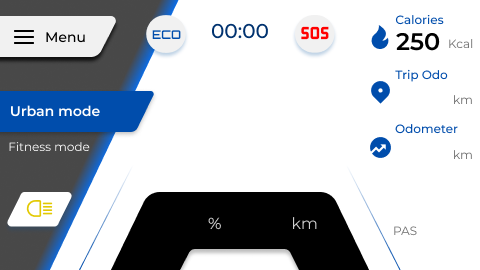 Menu
ECO
00:00
SOS
Calories
250 Kcal
Trip Odo
km
Urban mode
Fitness mode
Odometer
km
% km
PAS